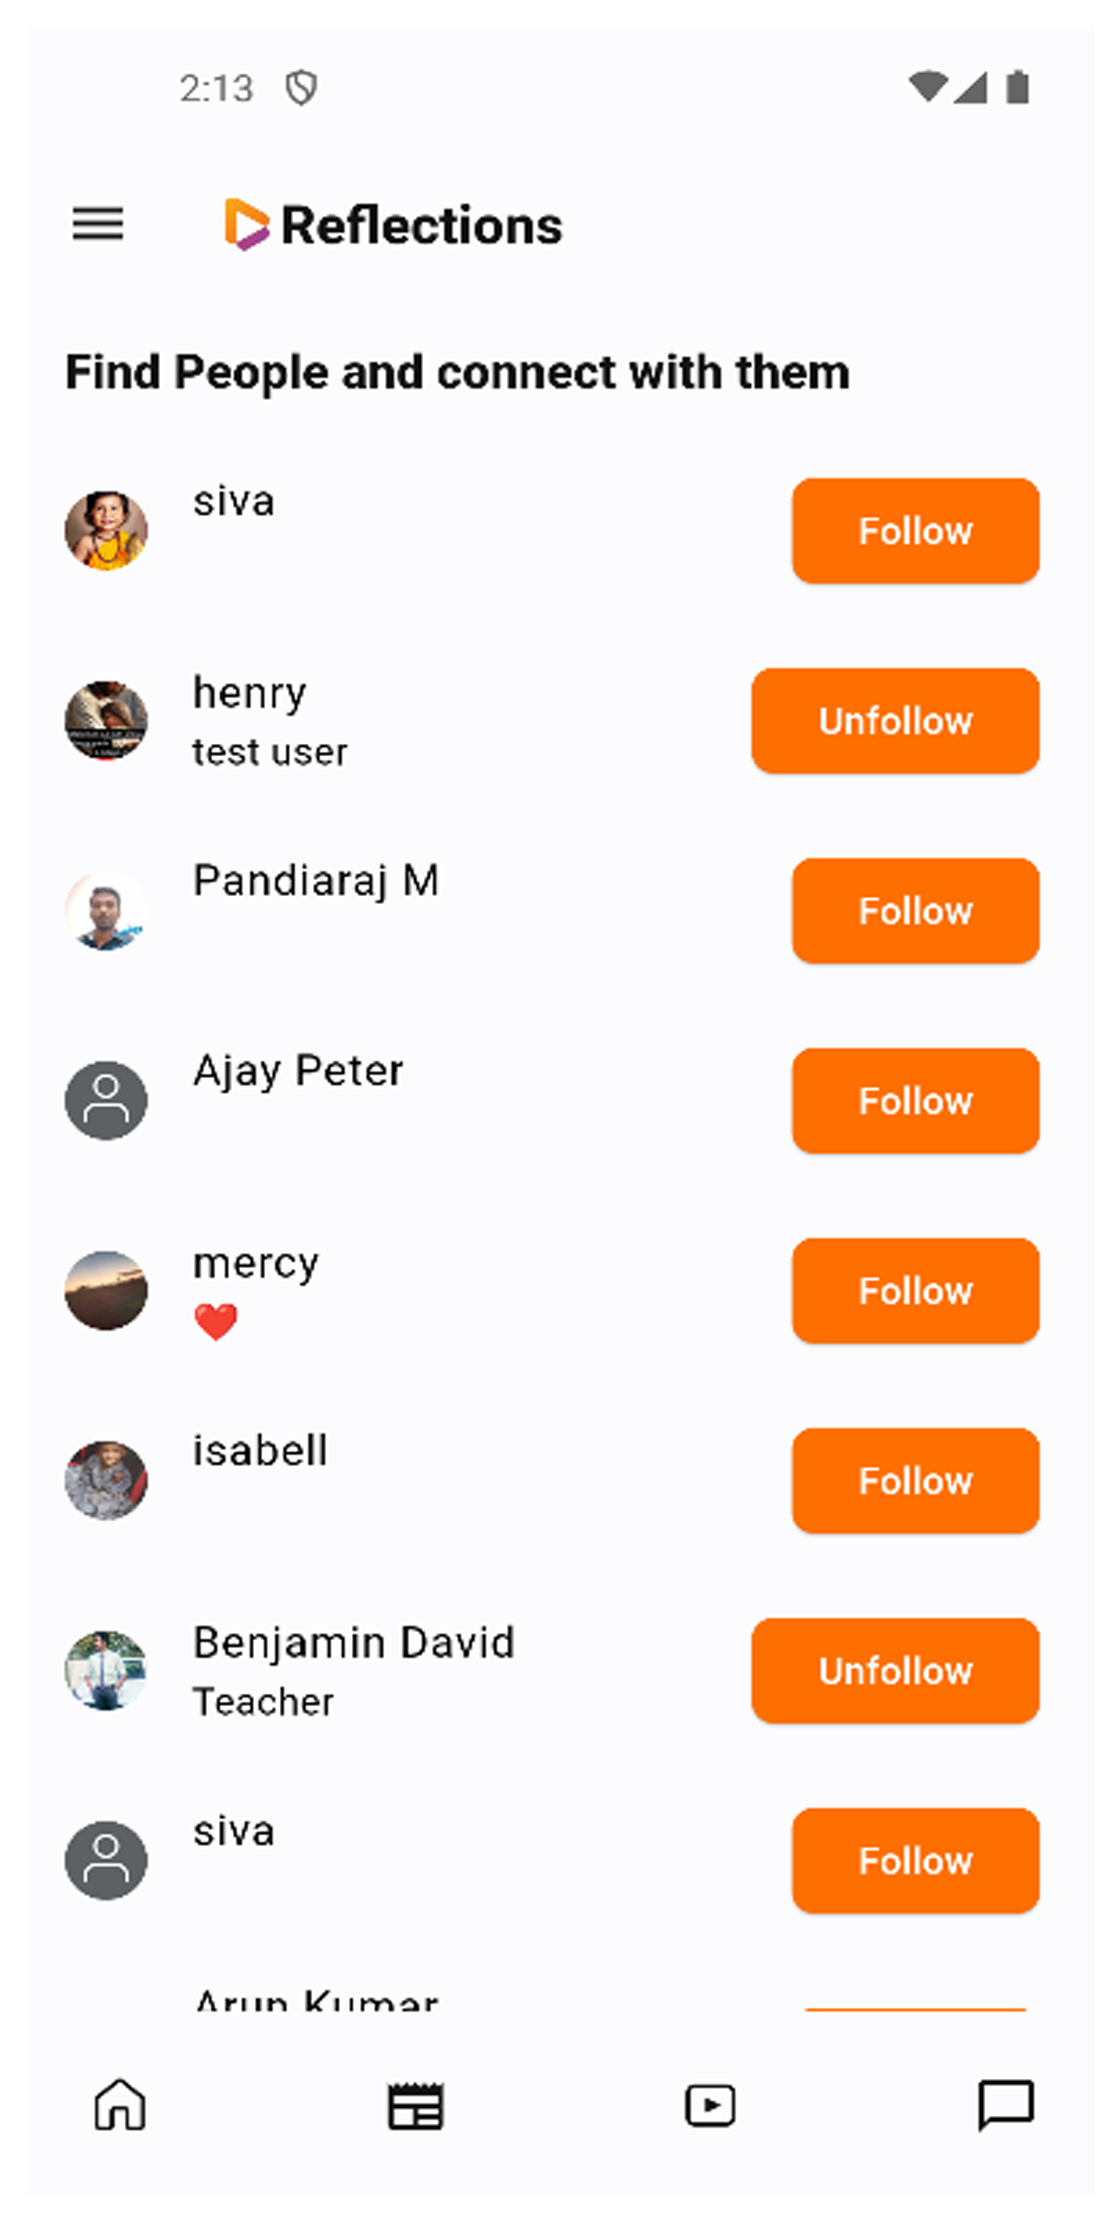 2:13
Reflections
Find People and connect with them
siva
Follow
henry
test user
Unfollow
Pandiaraj M
Follow
Ajay Peter
Follow
mercy
❤️
Follow
isabell
Follow
Benjamin David
Teacher
Unfollow
siva
Follow
Arun Kumar